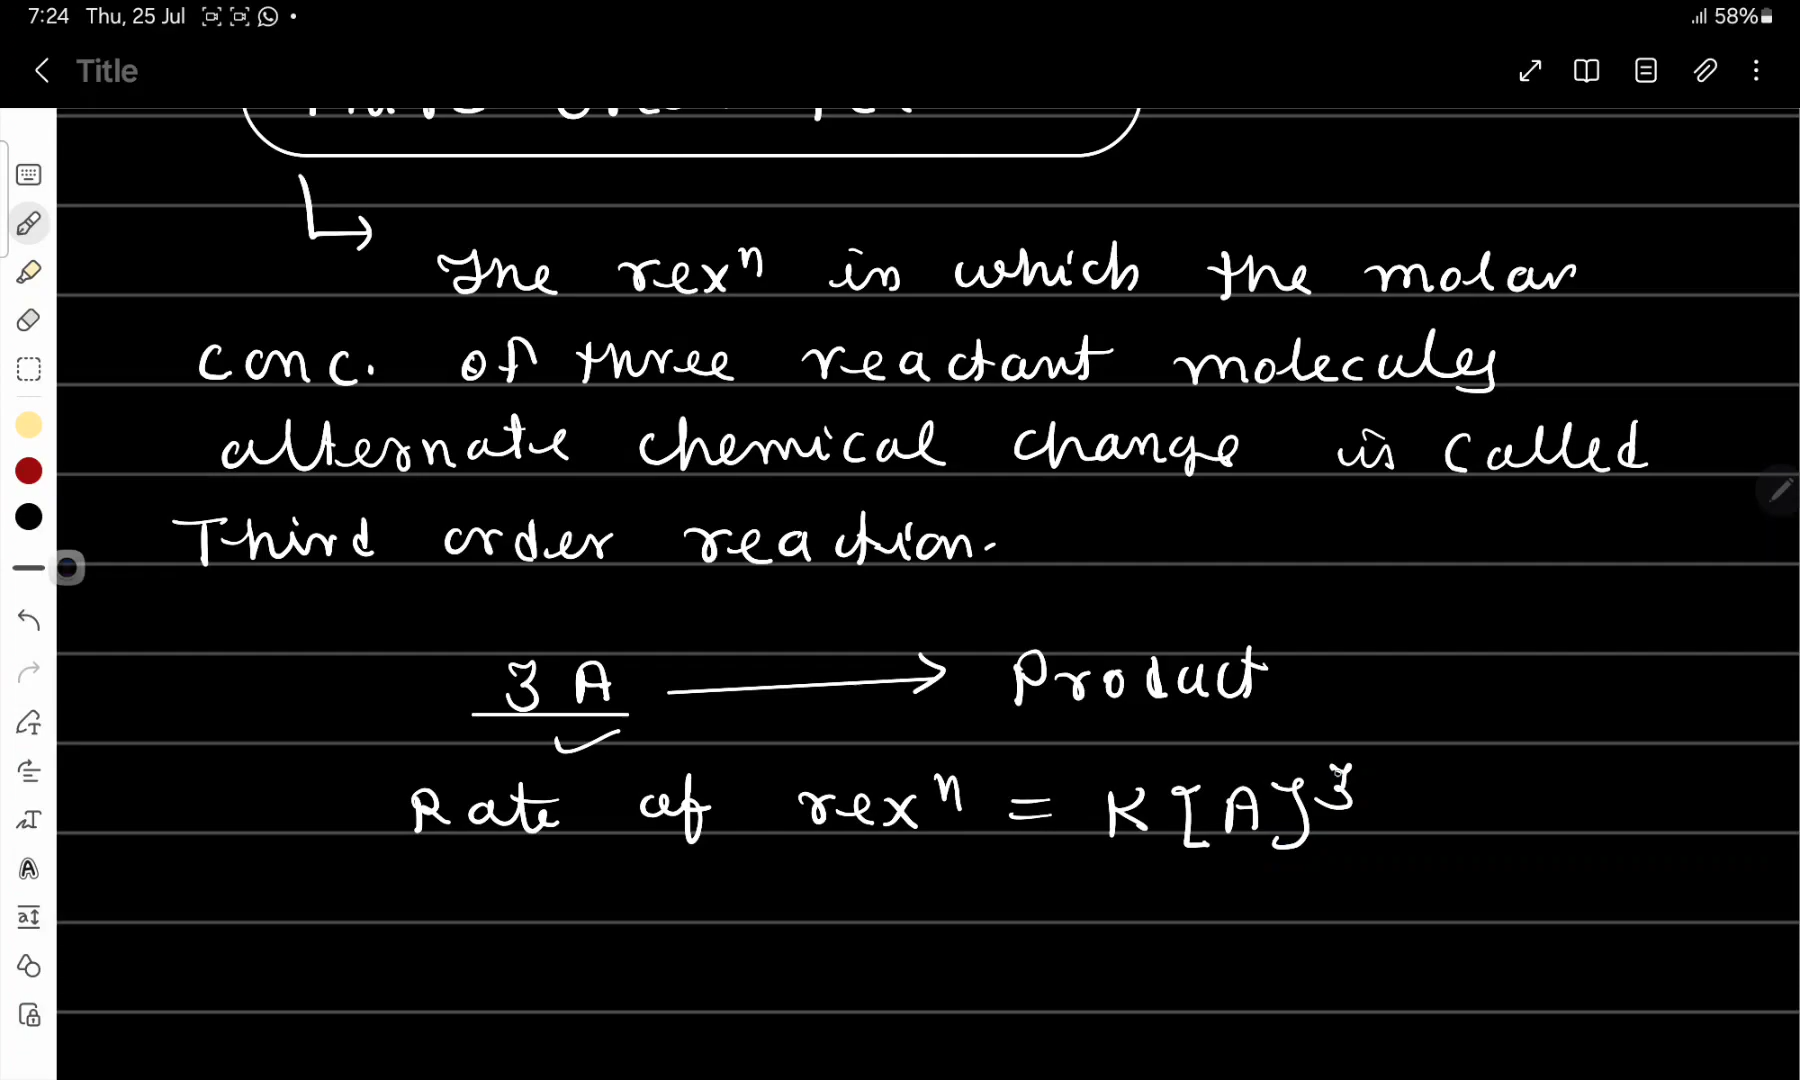 7:24 Thu, 25 Jul 58%
Title
The rexⁿ in which the molar
conc. of three reactant molecules
alternate chemical change is called
Third order reaction.
3 A → Product
Rate of rexⁿ = K[A]³